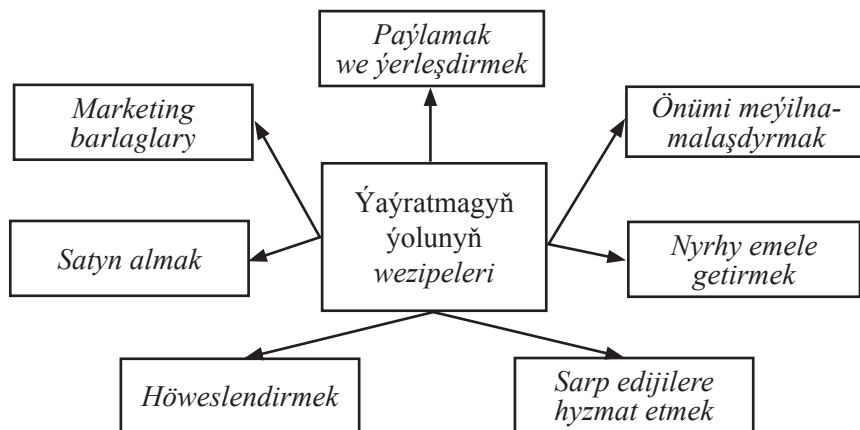 Paýlamak
we ýerleşdirmek
Marketing
barlaglary
Önümi meýilna-
malaşdyrmak
Ýaýratmagyň
ýolunyň
wezipeleri
Satyn almak
Nyrhy emele
getirmek
Höweslendirmek
Sarp edijilere
hyzmat etmek